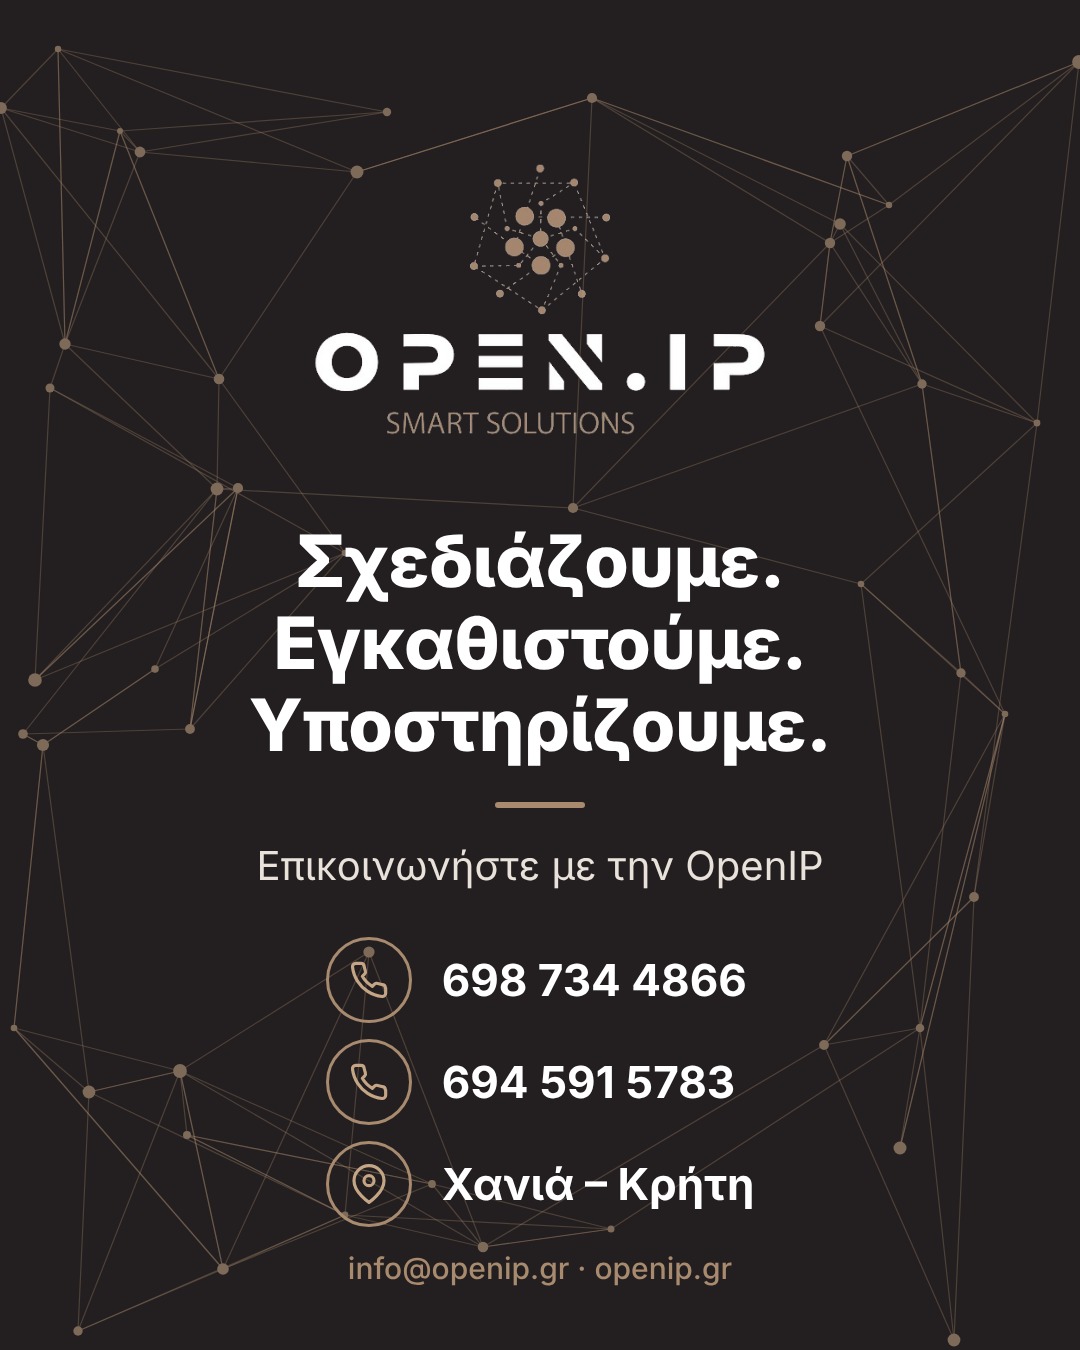 OPEN.IP
SMART SOLUTIONS
Σχεδιάζουμε.
Εγκαθιστούμε.
Υποστηρίζουμε.
Επικοινωνήστε με την OpenIP
698 734 4866
694 591 5783
Χανιά – Κρήτη
info@openip.gr · openip.gr